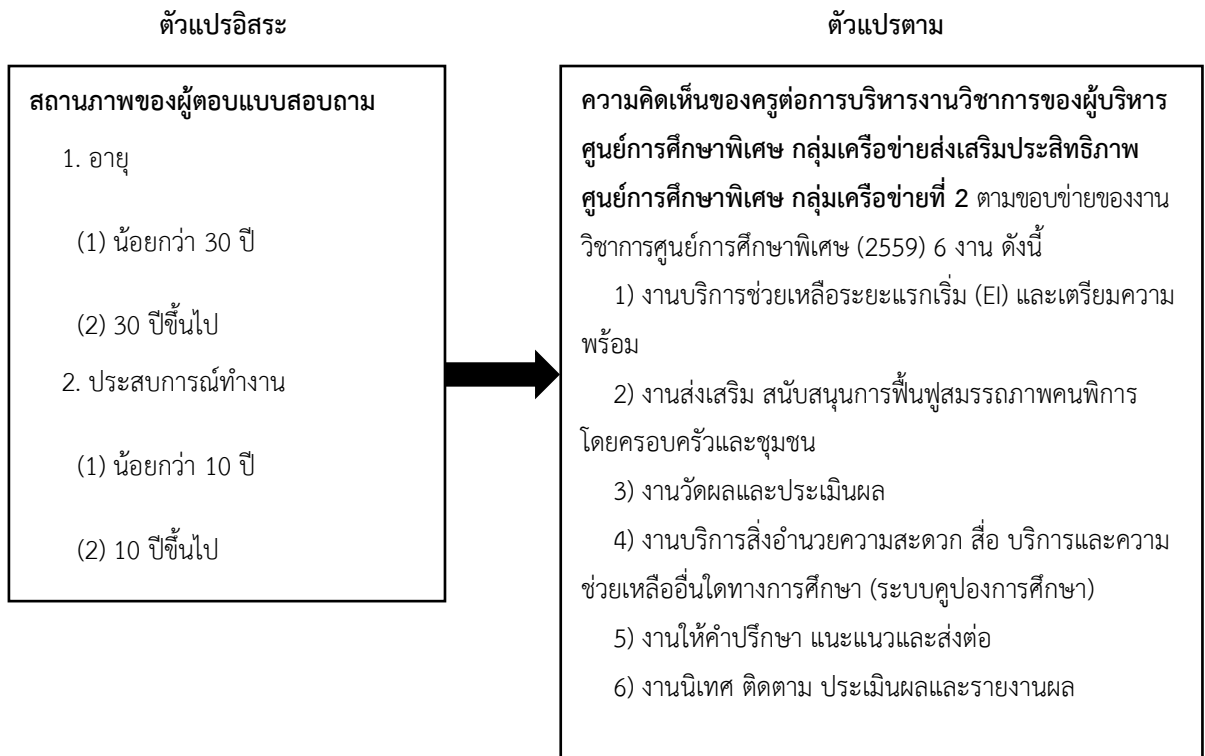 ตัวแปรอิสระ
ตัวแปรตาม
สถานภาพของผู้ตอบแบบสอบถาม
1. อายุ
(1) น้อยกว่า 30 ปี
(2) 30 ปีขึ้นไป
2. ประสบการณ์ทำงาน
(1) น้อยกว่า 10 ปี
(2) 10 ปีขึ้นไป
ความคิดเห็นของครูต่อการบริหารงานวิชาการของผู้บริหาร
ศูนย์การศึกษาพิเศษ กลุ่มเครือข่ายส่งเสริมประสิทธิภาพ
ศูนย์การศึกษาพิเศษ กลุ่มเครือข่ายที่ 2 ตามขอบข่ายของงาน
วิชาการศูนย์การศึกษาพิเศษ (2559) 6 งาน ดังนี้
1) งานบริการช่วยเหลือระยะแรกเริ่ม (EI) และเตรียมความ
พร้อม
2) งานส่งเสริม สนับสนุนการฟื้นฟูสมรรถภาพคนพิการ
โดยครอบครัวและชุมชน
3) งานวัดผลและประเมินผล
4) งานบริการสิ่งอำนวยความสะดวก สื่อ บริการและความ
ช่วยเหลืออื่นใดทางการศึกษา (ระบบคูปองการศึกษา)
5) งานให้คำปรึกษา แนะแนวและส่งต่อ
6) งานนิเทศ ติดตาม ประเมินผลและรายงานผล